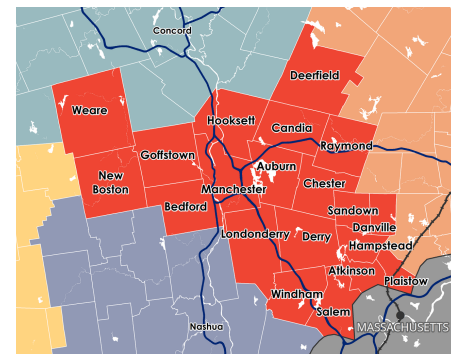 Concord
Deerfield
Weare
Hooksett
Candia
Raymond
Goffstown
Auburn
New
Boston
Chester
Manchester
Bedford
Sandown
Danville
Londonderry
Derry
Hampstead
Atkinson
Plaistow
Windham
Salem
Nashua
MASSACHUSETTS